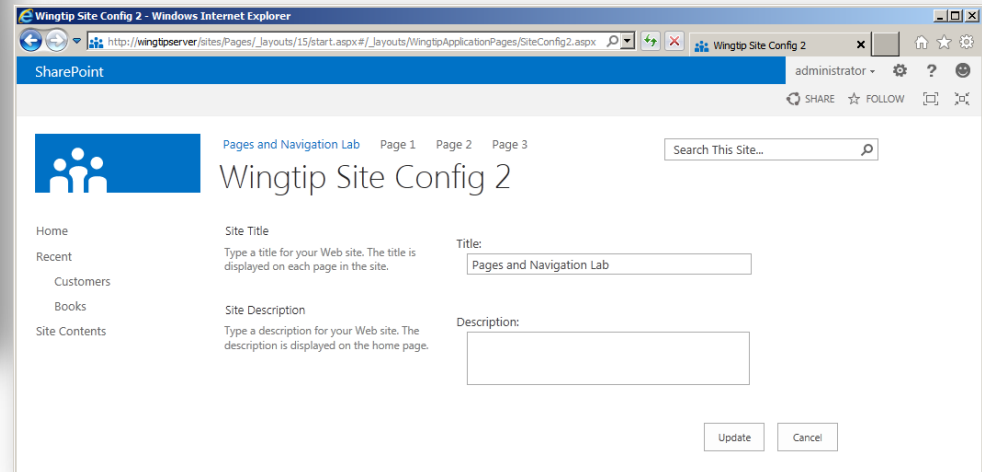 Wingtip Site Config 2 - Windows Internet Explorer
http://wingtipserver/sites/Pages/_layouts/15/start.aspx#/_layouts/WingtipApplicationPages/SiteConfig2.aspx
Wingtip Site Config 2
SharePoint
administrator
?
SHARE FOLLOW
Pages and Navigation Lab Page 1 Page 2 Page 3
Search This Site...
Wingtip Site Config 2
Home
Recent
Customers
Books
Site Contents
Site Title
Type a title for your Web site. The title is
displayed on each page in the site.
Title:
Pages and Navigation Lab
Site Description
Type a description for your Web site. The
description is displayed on the home page.
Description:
Update Cancel